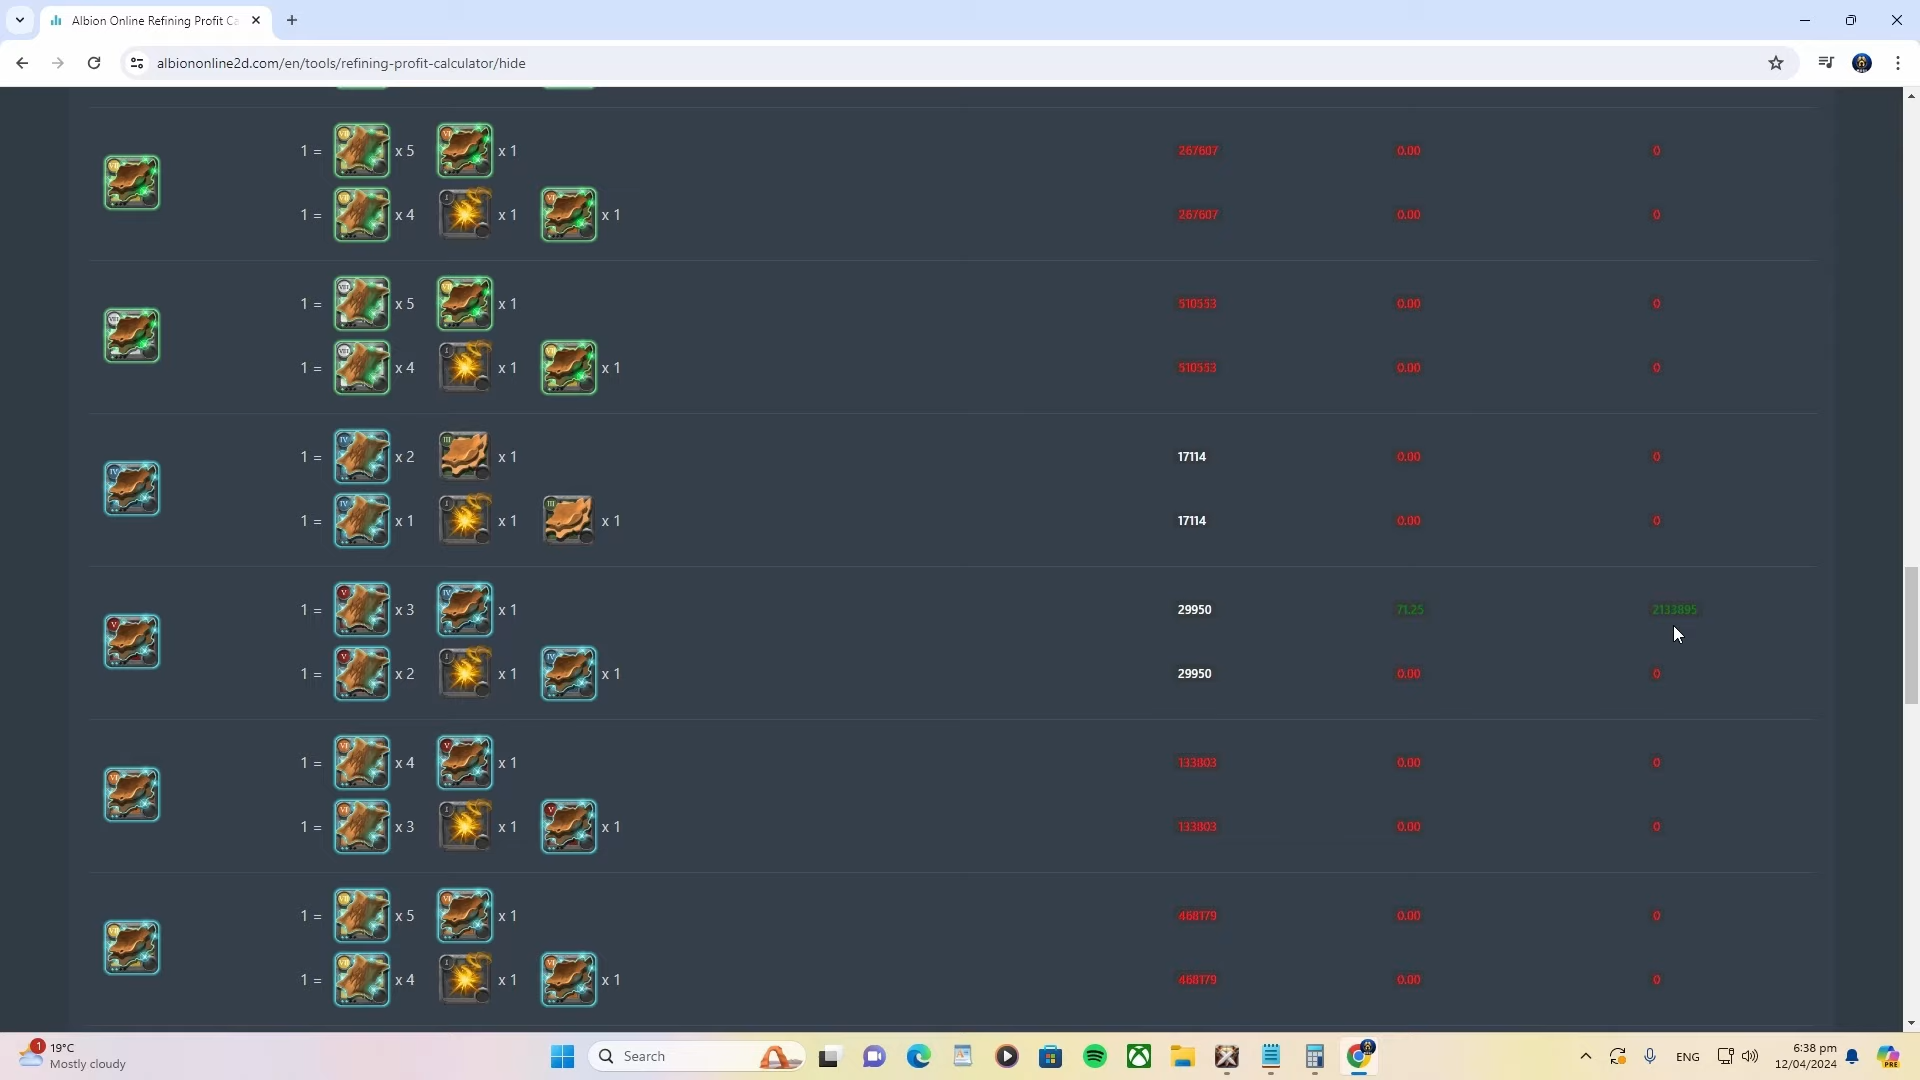 Albion Online Refining Profit Ca
albiononline2d.com/en/tools/refining-profit-calculator/hide
1 = x 5 x 1 267607 0.00 0
1 = x 4 x 1 x 1 267607 0.00 0
1 = x 5 x 1 510553 0.00 0
1 = x 4 x 1 x 1 510553 0.00 0
1 = x 2 x 1 17114 0.00 0
1 = x 1 x 1 x 1 17114 0.00 0
1 = x 3 x 1 29950 71.25 2133895
1 = x 2 x 1 x 1 29950 0.00 0
1 = x 4 x 1 133803 0.00 0
1 = x 3 x 1 x 1 133803 0.00 0
1 = x 5 x 1 468179 0.00 0
1 = x 4 x 1 x 1 468179 0.00 0
1
19°C
Mostly cloudy
Search
ENG
6:38 pm
12/04/2024
PRE